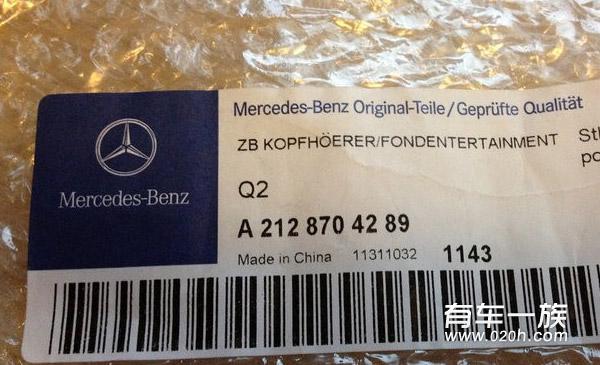 Mercedes-Benz
Mercedes-Benz Original-Teile/Geprüfte Qualität
ZB KOPFHÖERER/FONDENTERTAINMENT
Q2
A 212 870 42 89
Made in China 11311032 1143
有车一族
www.020h.com